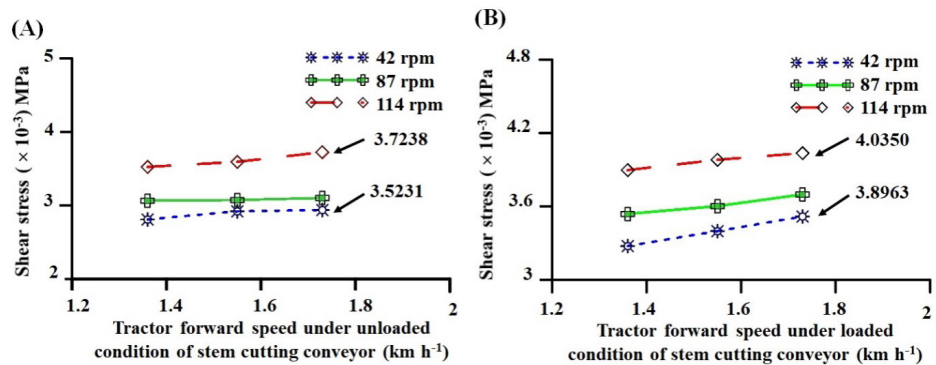 (A)
5
4
3
2
Shear stress ( × 10⁻³) MPa
42 rpm
87 rpm
114 rpm
3.7238
3.5231
1.2
1.4
1.6
1.8
2
Tractor forward speed under unloaded
condition of stem cutting conveyor (km h⁻¹)
(B)
4.8
4.2
3.6
3
Shear stress ( × 10⁻³) MPa
42 rpm
87 rpm
114 rpm
4.0350
3.8963
1.2
1.4
1.6
1.8
2
Tractor forward speed under loaded
condition of stem cutting conveyor (km h⁻¹)